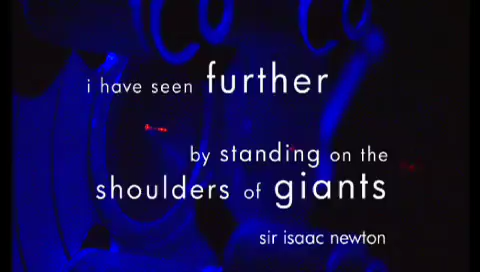 i have seen further
by standing on the
shoulders of giants
sir isaac newton